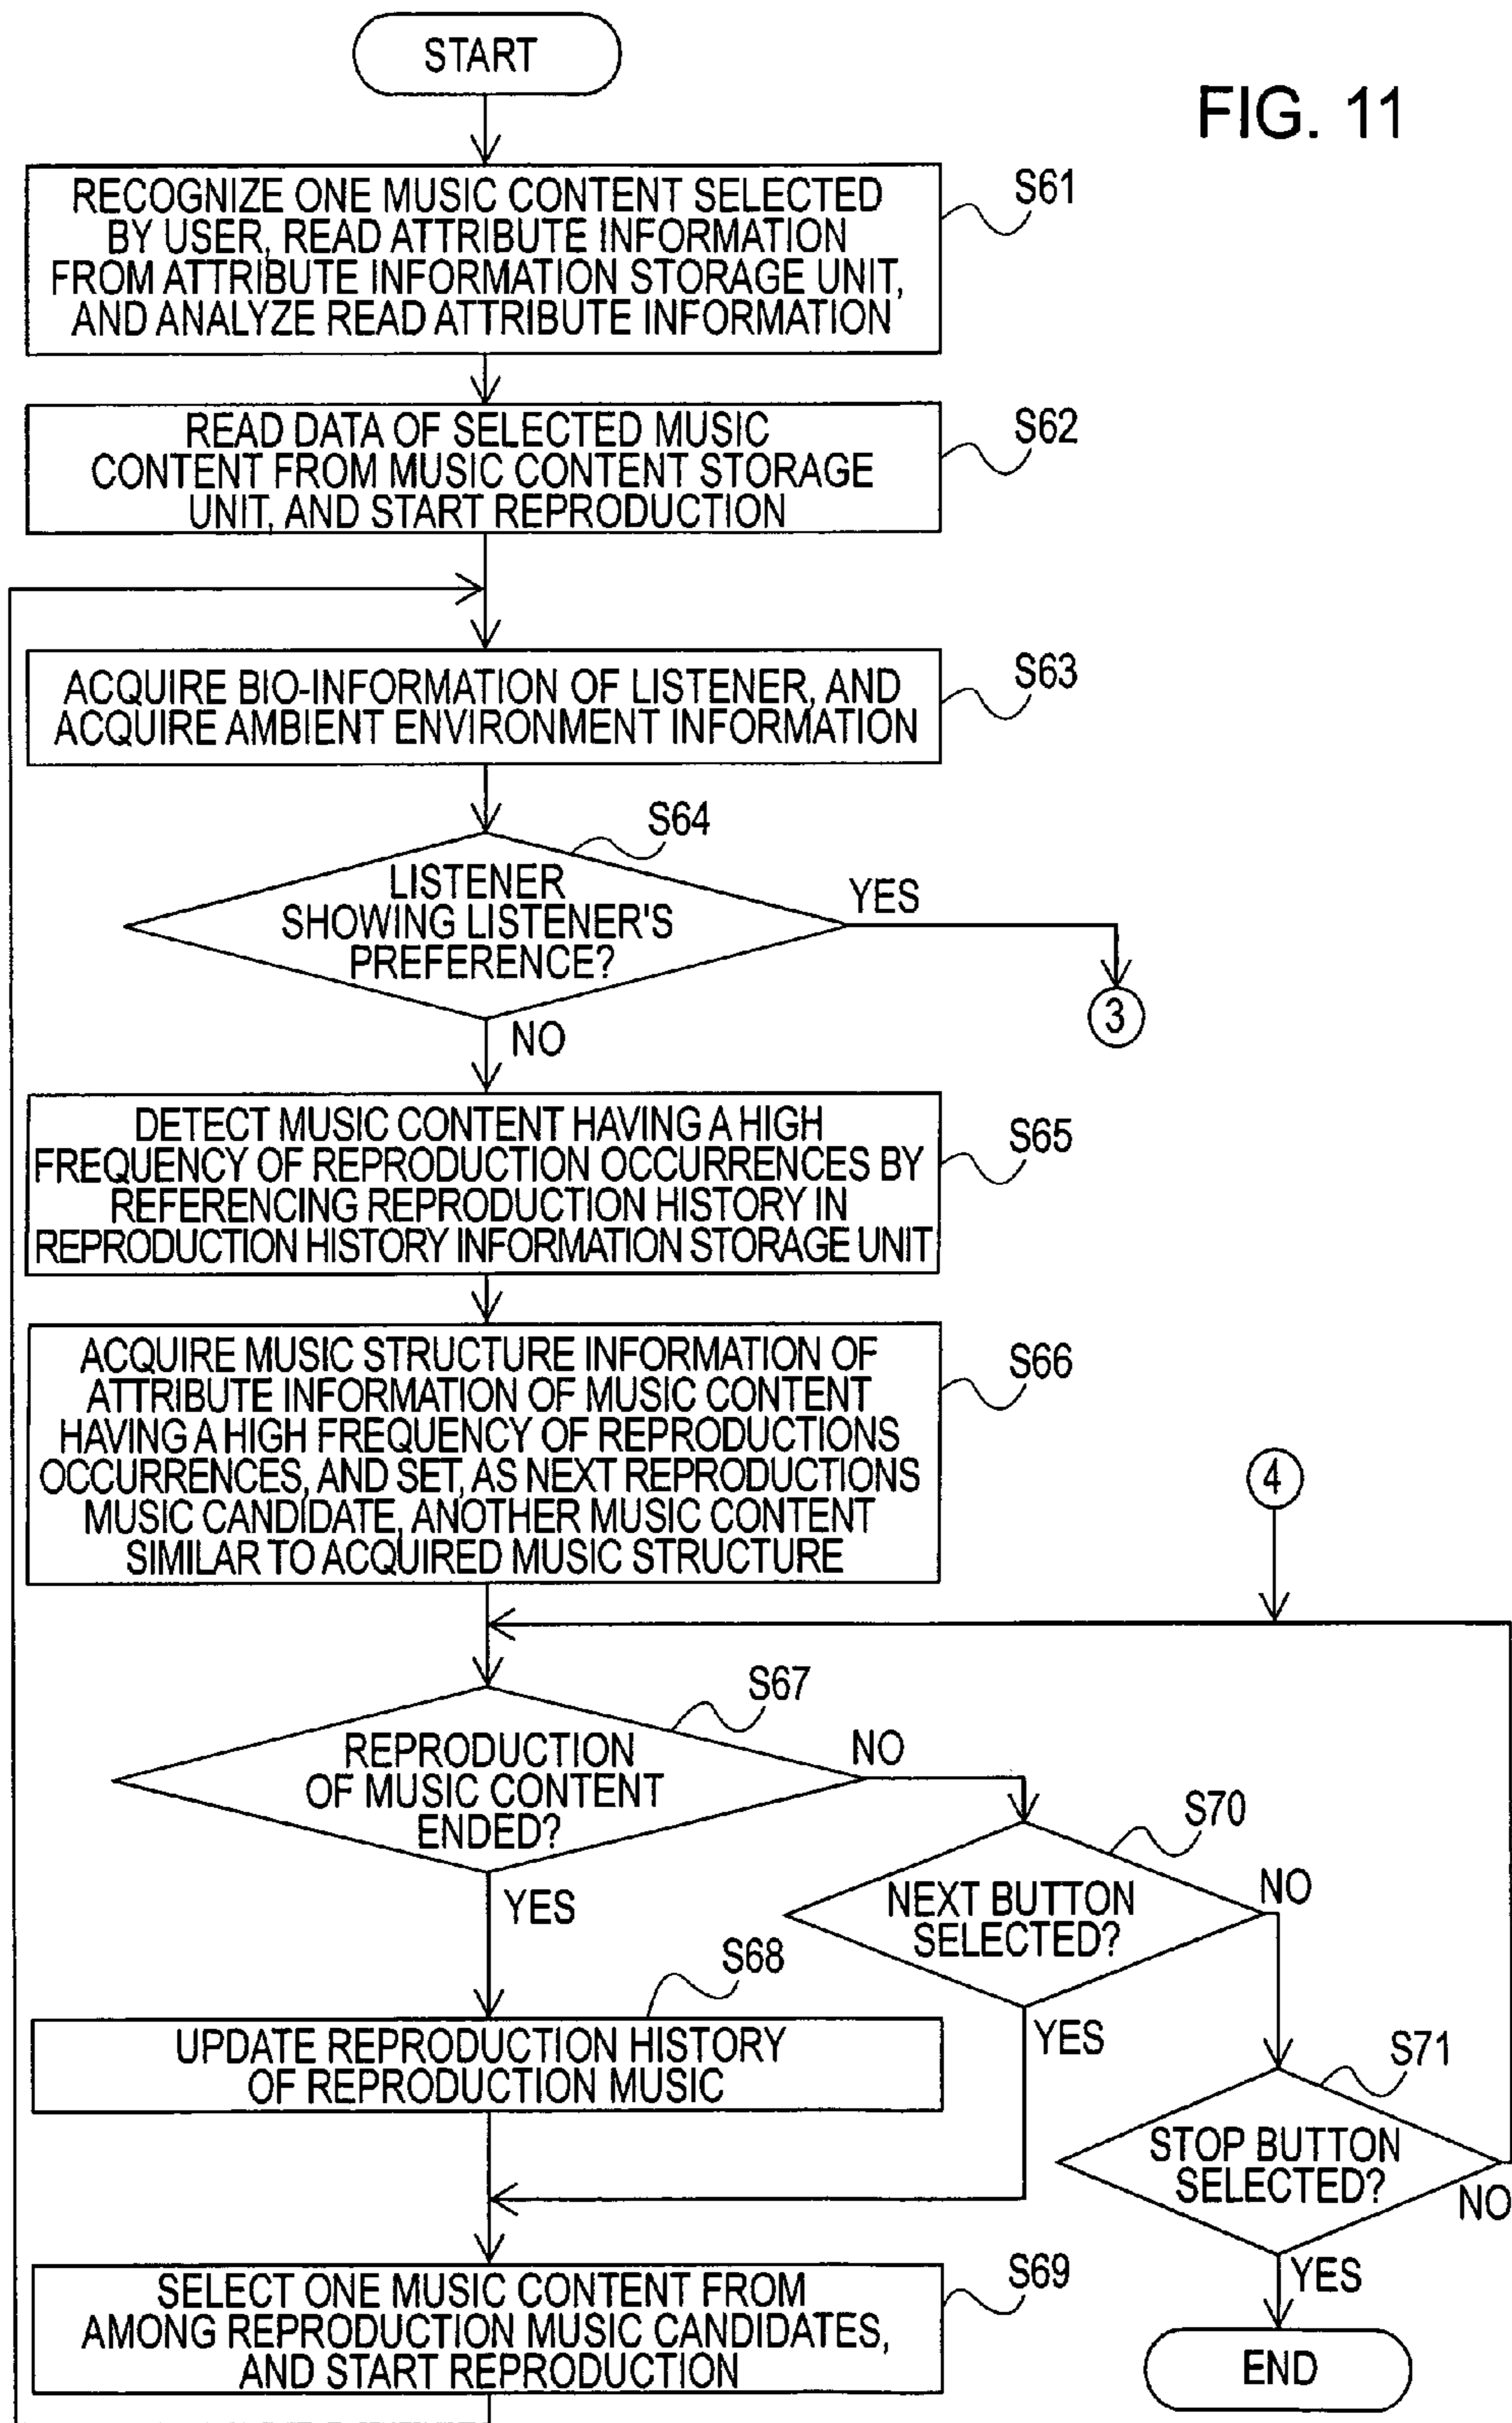 START
FIG. 11
RECOGNIZE ONE MUSIC CONTENT SELECTED
BY USER, READ ATTRIBUTE INFORMATION
FROM ATTRIBUTE INFORMATION STORAGE UNIT,
AND ANALYZE READ ATTRIBUTE INFORMATION
S61
READ DATA OF SELECTED MUSIC
CONTENT FROM MUSIC CONTENT STORAGE
UNIT, AND START REPRODUCTION
S62
ACQUIRE BIO-INFORMATION OF LISTENER, AND
ACQUIRE AMBIENT ENVIRONMENT INFORMATION
S63
S64
LISTENER
SHOWING LISTENER'S
PREFERENCE?
YES
3
NO
DETECT MUSIC CONTENT HAVING A HIGH
FREQUENCY OF REPRODUCTION OCCURRENCES BY
REFERENCING REPRODUCTION HISTORY IN
REPRODUCTION HISTORY INFORMATION STORAGE UNIT
S65
ACQUIRE MUSIC STRUCTURE INFORMATION OF
ATTRIBUTE INFORMATION OF MUSIC CONTENT
HAVING A HIGH FREQUENCY OF REPRODUCTIONS
OCCURRENCES, AND SET, AS NEXT REPRODUCTIONS
MUSIC CANDIDATE, ANOTHER MUSIC CONTENT
SIMILAR TO ACQUIRED MUSIC STRUCTURE
S66
4
S67
REPRODUCTION
OF MUSIC CONTENT
ENDED?
NO
YES
S70
NEXT BUTTON
SELECTED?
NO
YES
S68
UPDATE REPRODUCTION HISTORY
OF REPRODUCTION MUSIC
S71
STOP BUTTON
SELECTED?
NO
YES
S69
SELECT ONE MUSIC CONTENT FROM
AMONG REPRODUCTION MUSIC CANDIDATES,
AND START REPRODUCTION
END